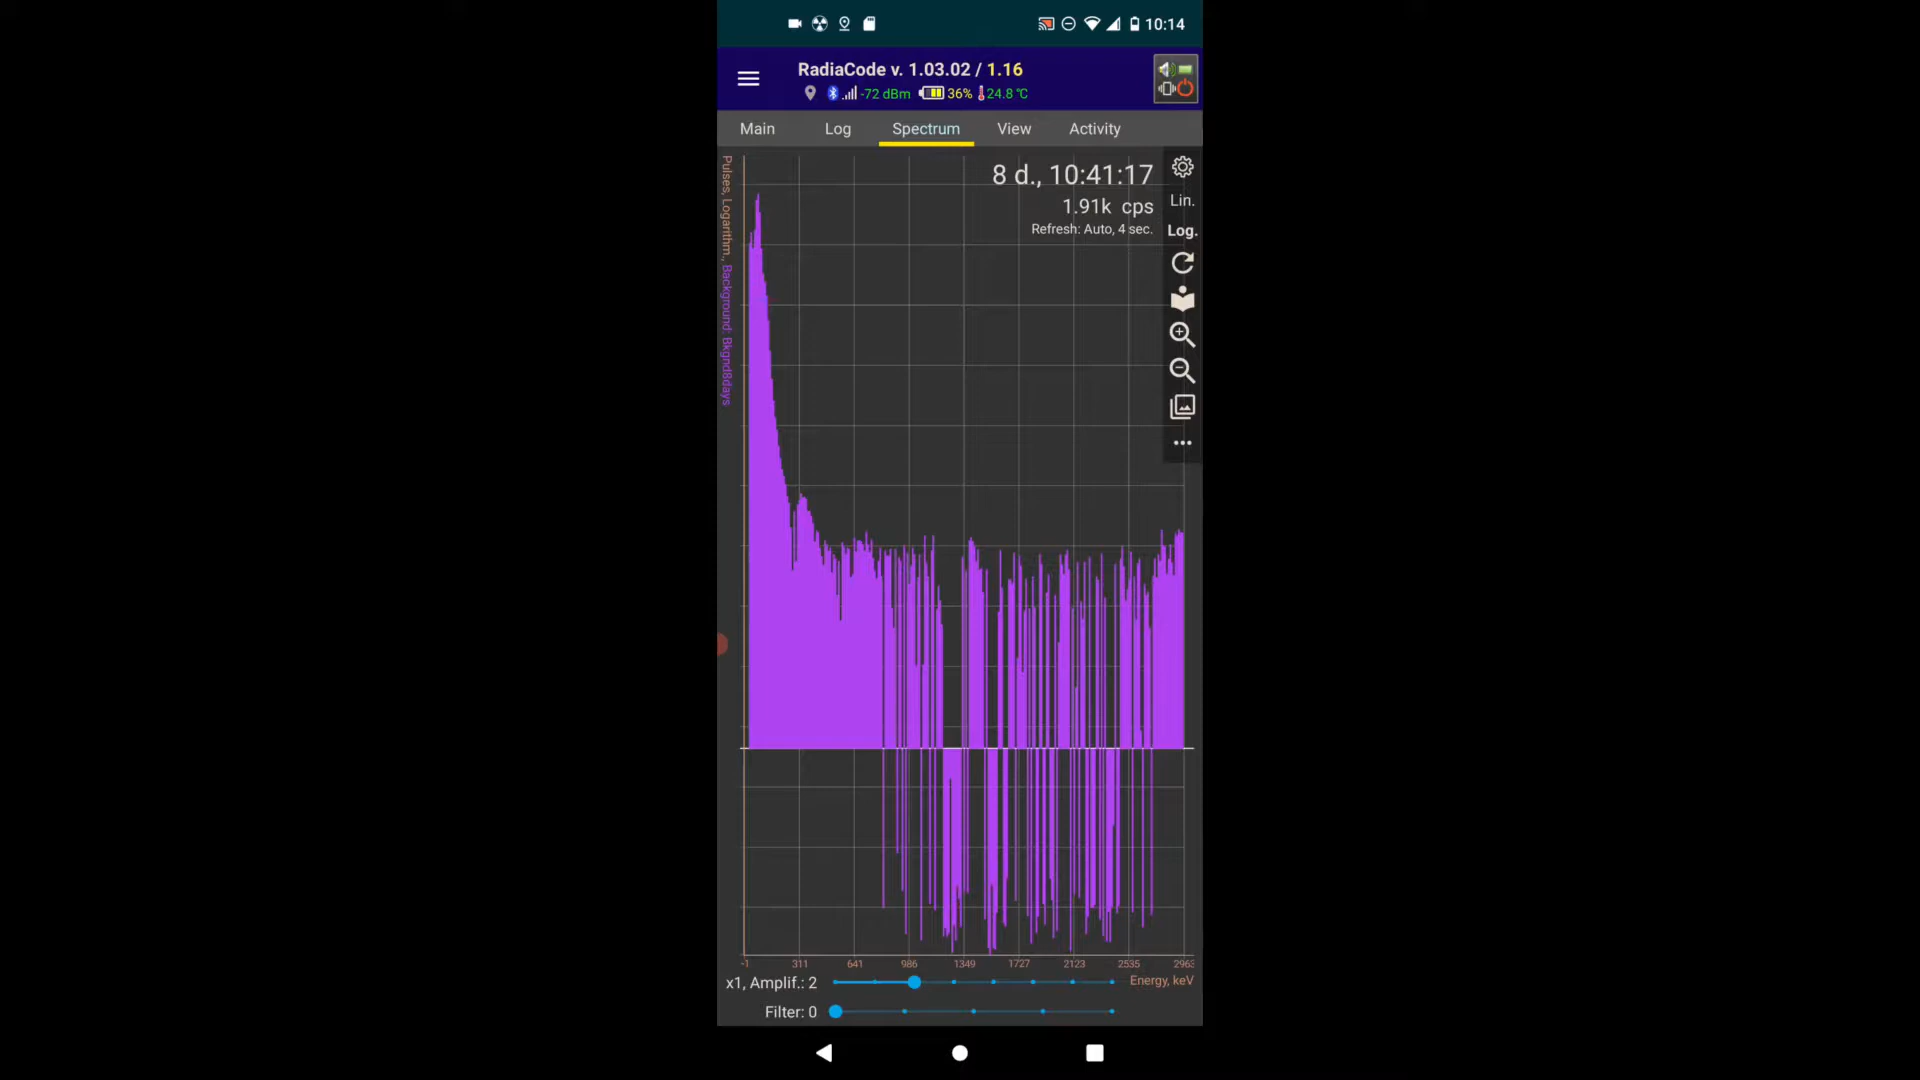 10:14
RadiaCode v. 1.03.02 / 1.16
-72 dBm 36% 24.8 °C
Main Log Spectrum View Activity
Pulses, Logarithm., Background: Bkgnd8days
8 d., 10:41:17
1.91k cps
Refresh: Auto, 4 sec.
Lin.
Log.
-1 311 641 986 1349 1727 2123 2535 2963
Energy, keV
x1, Amplif.: 2
Filter: 0